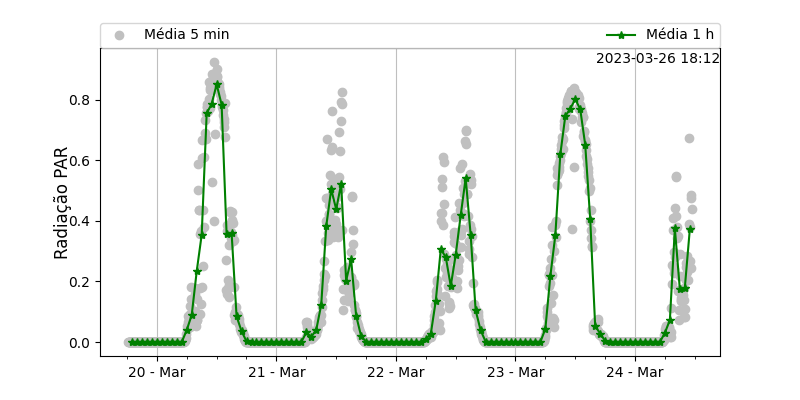 Média 5 min
Média 1 h
2023-03-26 18:12
Radiação PAR
0.8
0.6
0.4
0.2
0.0
20 - Mar
21 - Mar
22 - Mar
23 - Mar
24 - Mar